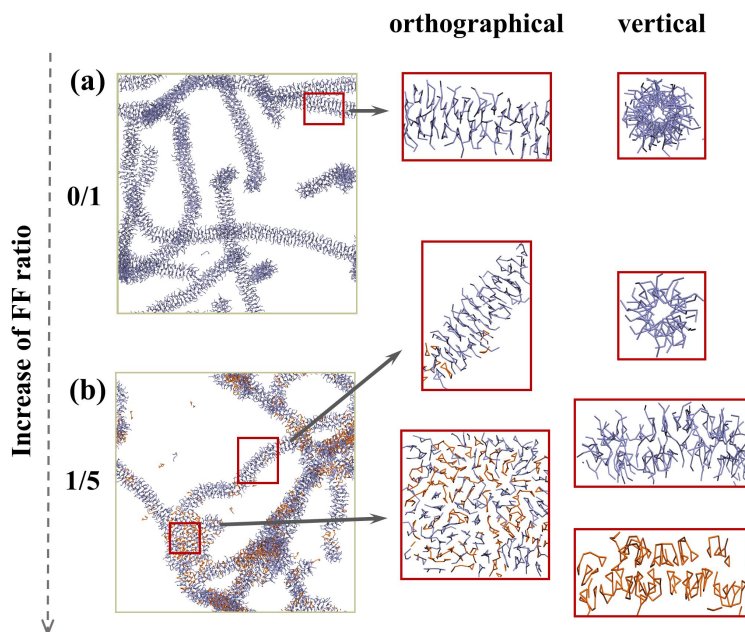 orthographical vertical
(a)
0/1
Increase of FF ratio
(b)
1/5